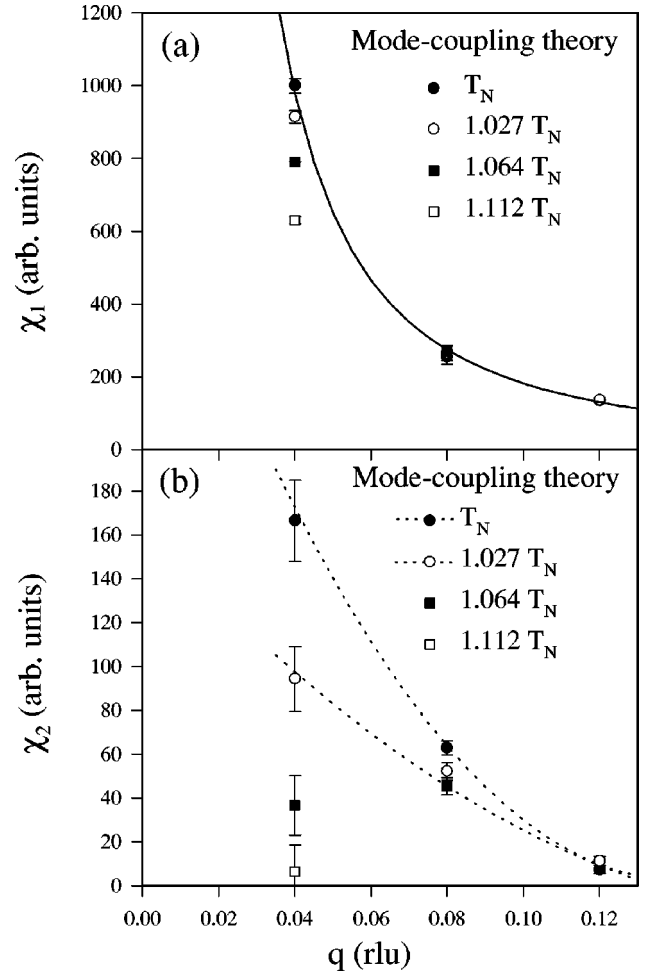 (a)
Mode-coupling theory
T_N
1.027 T_N
1.064 T_N
1.112 T_N
1200
1000
800
600
400
200
0
χ₁ (arb. units)
(b)
Mode-coupling theory
T_N
1.027 T_N
1.064 T_N
1.112 T_N
180
160
140
120
100
80
60
40
20
0
χ₂ (arb. units)
0.00 0.02 0.04 0.06 0.08 0.10 0.12
q (rlu)